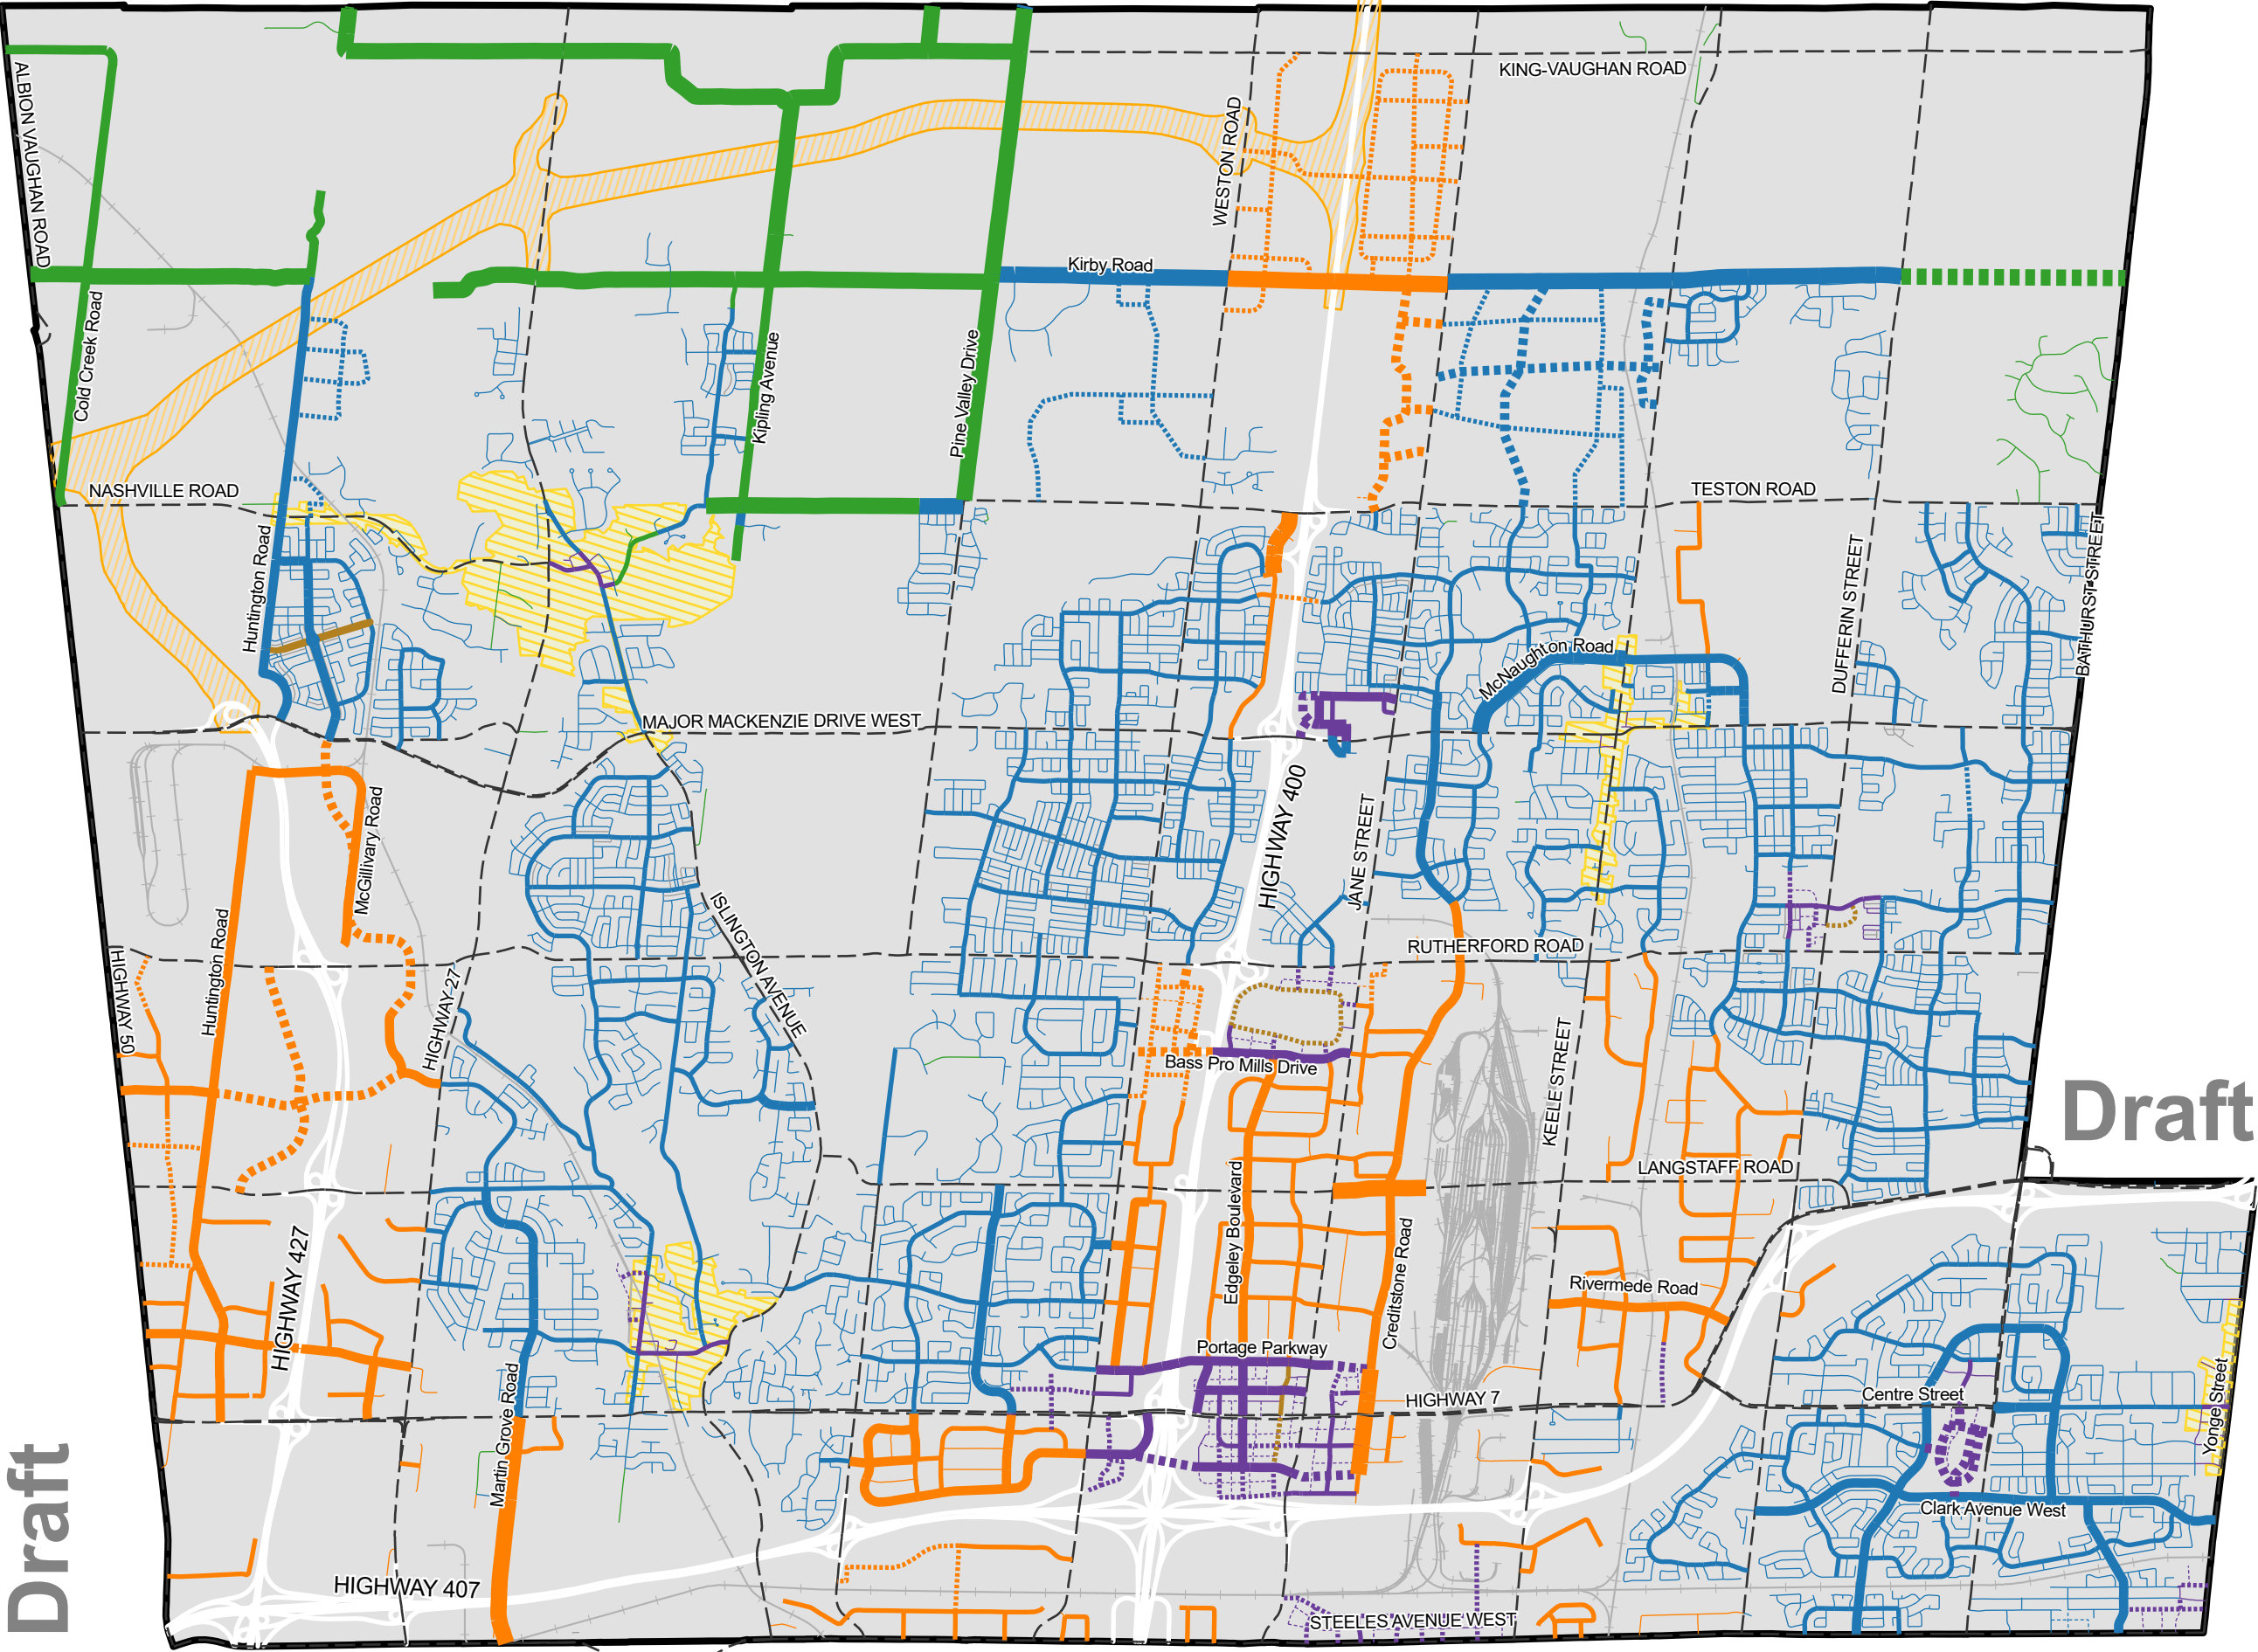 KING-VAUGHAN ROAD
ALBION VAUGHAN ROAD
WESTON ROAD
Kirby Road
Cold Creek Road
Kipling Avenue
Pine Valley Drive
NASHVILLE ROAD
TESTON ROAD
Huntington Road
DUFFERIN STREET
BATHURST STREET
McNaughton Road
MAJOR MACKENZIE DRIVE WEST
HIGHWAY 400
McGillivary Road
JANE STREET
ISLINGTON AVENUE
Huntington Road
RUTHERFORD ROAD
HIGHWAY 50
HIGHWAY 27
Bass Pro Mills Drive
KEELE STREET
Draft
LANGSTAFF ROAD
Edgeley Boulevard
Creditstone Road
HIGHWAY 427
Rivermede Road
Portage Parkway
Martin Grove Road
HIGHWAY 7
Centre Street
Yonge Street
Draft
Clark Avenue West
HIGHWAY 407
STEELES AVENUE WEST